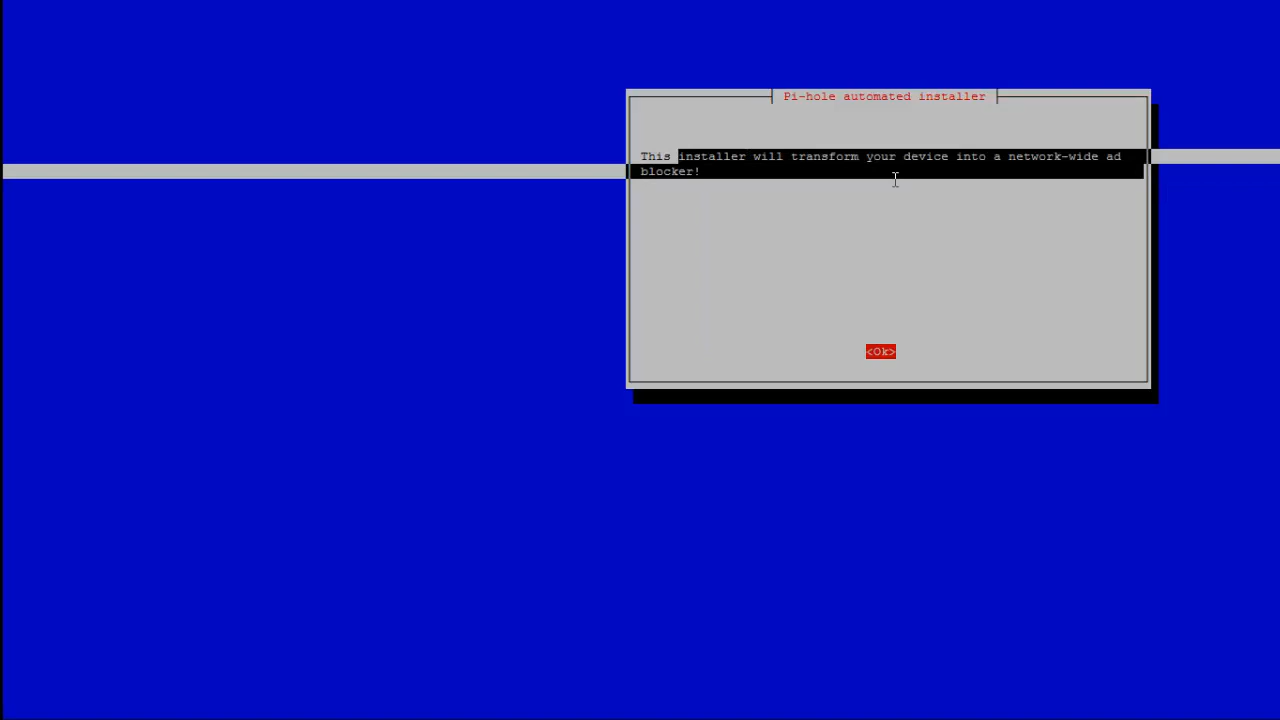 Pi-hole automated installer
This installer will transform your device into a network-wide ad
blocker!
<Ok>